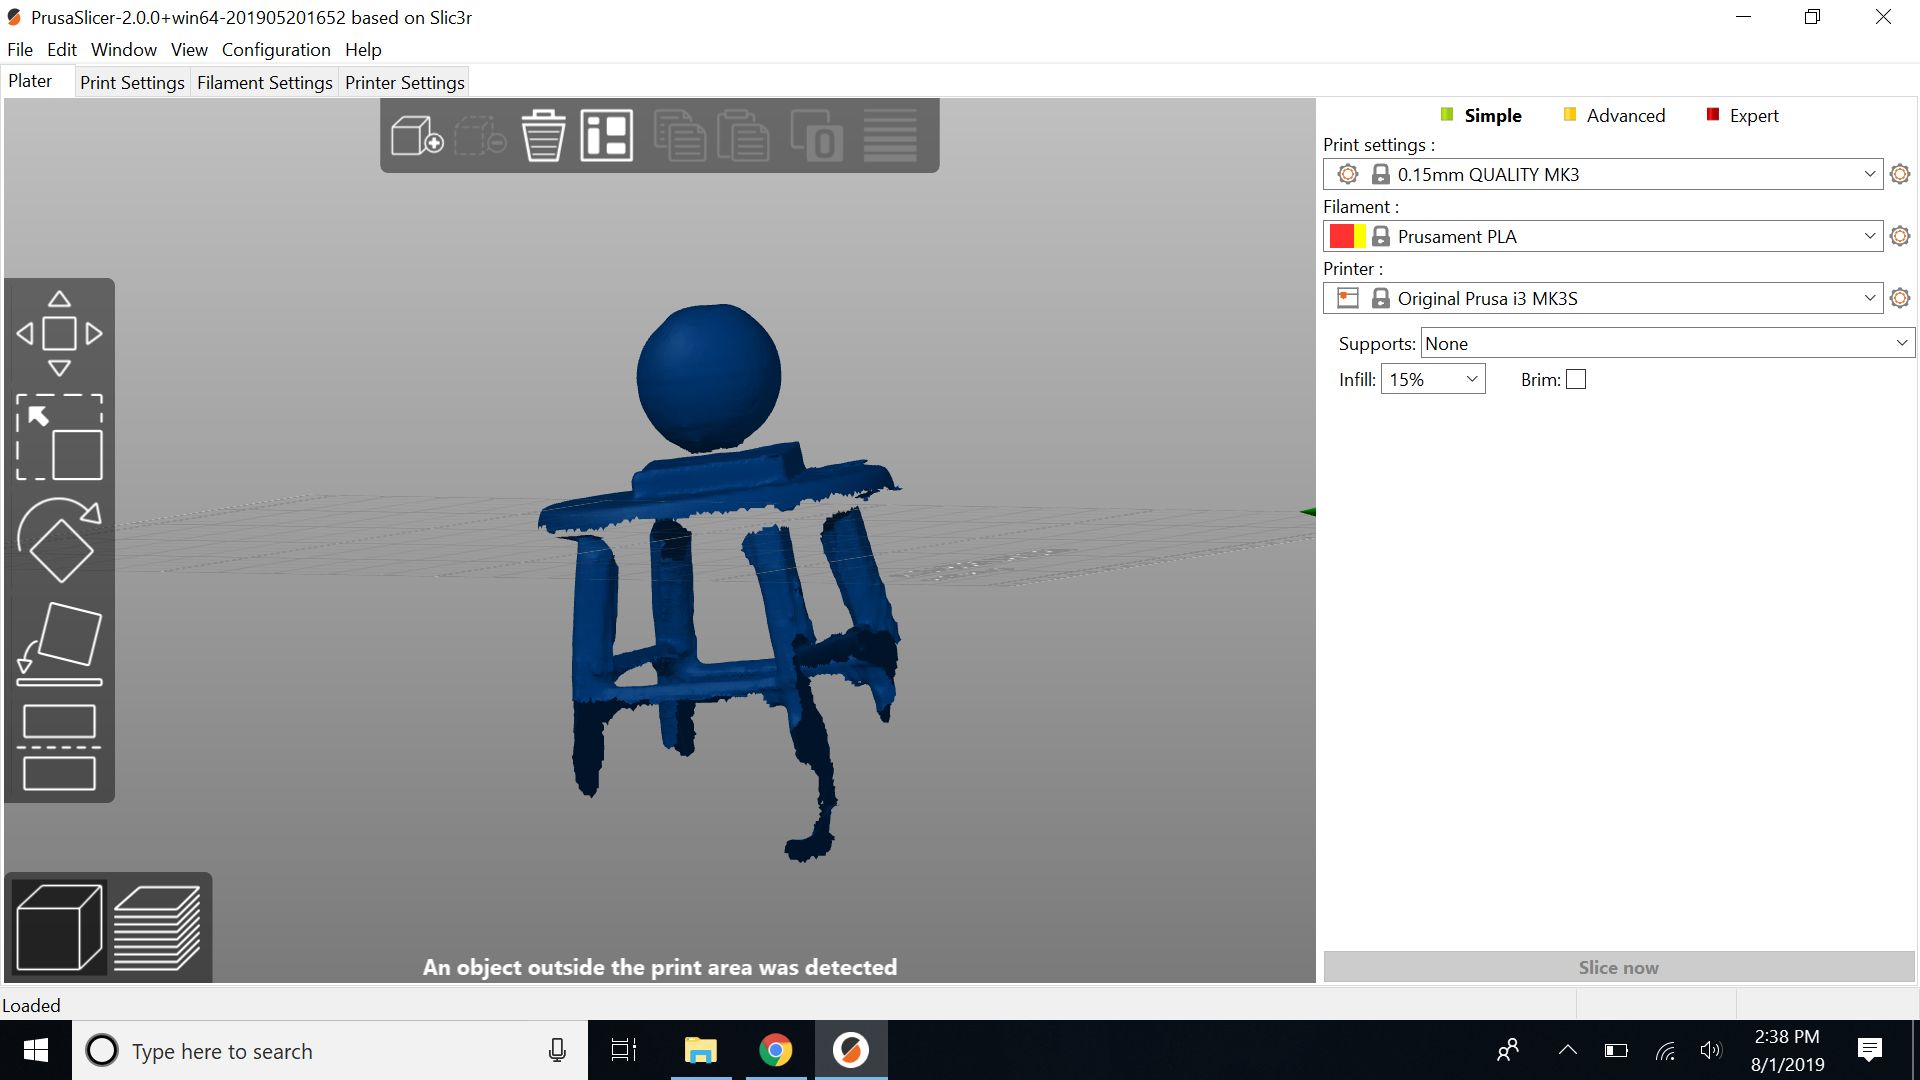 PrusaSlicer-2.0.0+win64-201905201652 based on Slic3r
File Edit Window View Configuration Help
Plater Print Settings Filament Settings Printer Settings
Simple Advanced Expert
Print settings :
0.15mm QUALITY MK3
Filament :
Prusament PLA
Printer :
Original Prusa i3 MK3S
Supports: None
Infill: 15% Brim:
An object outside the print area was detected
Slice now
Loaded
Type here to search
2:38 PM
8/1/2019